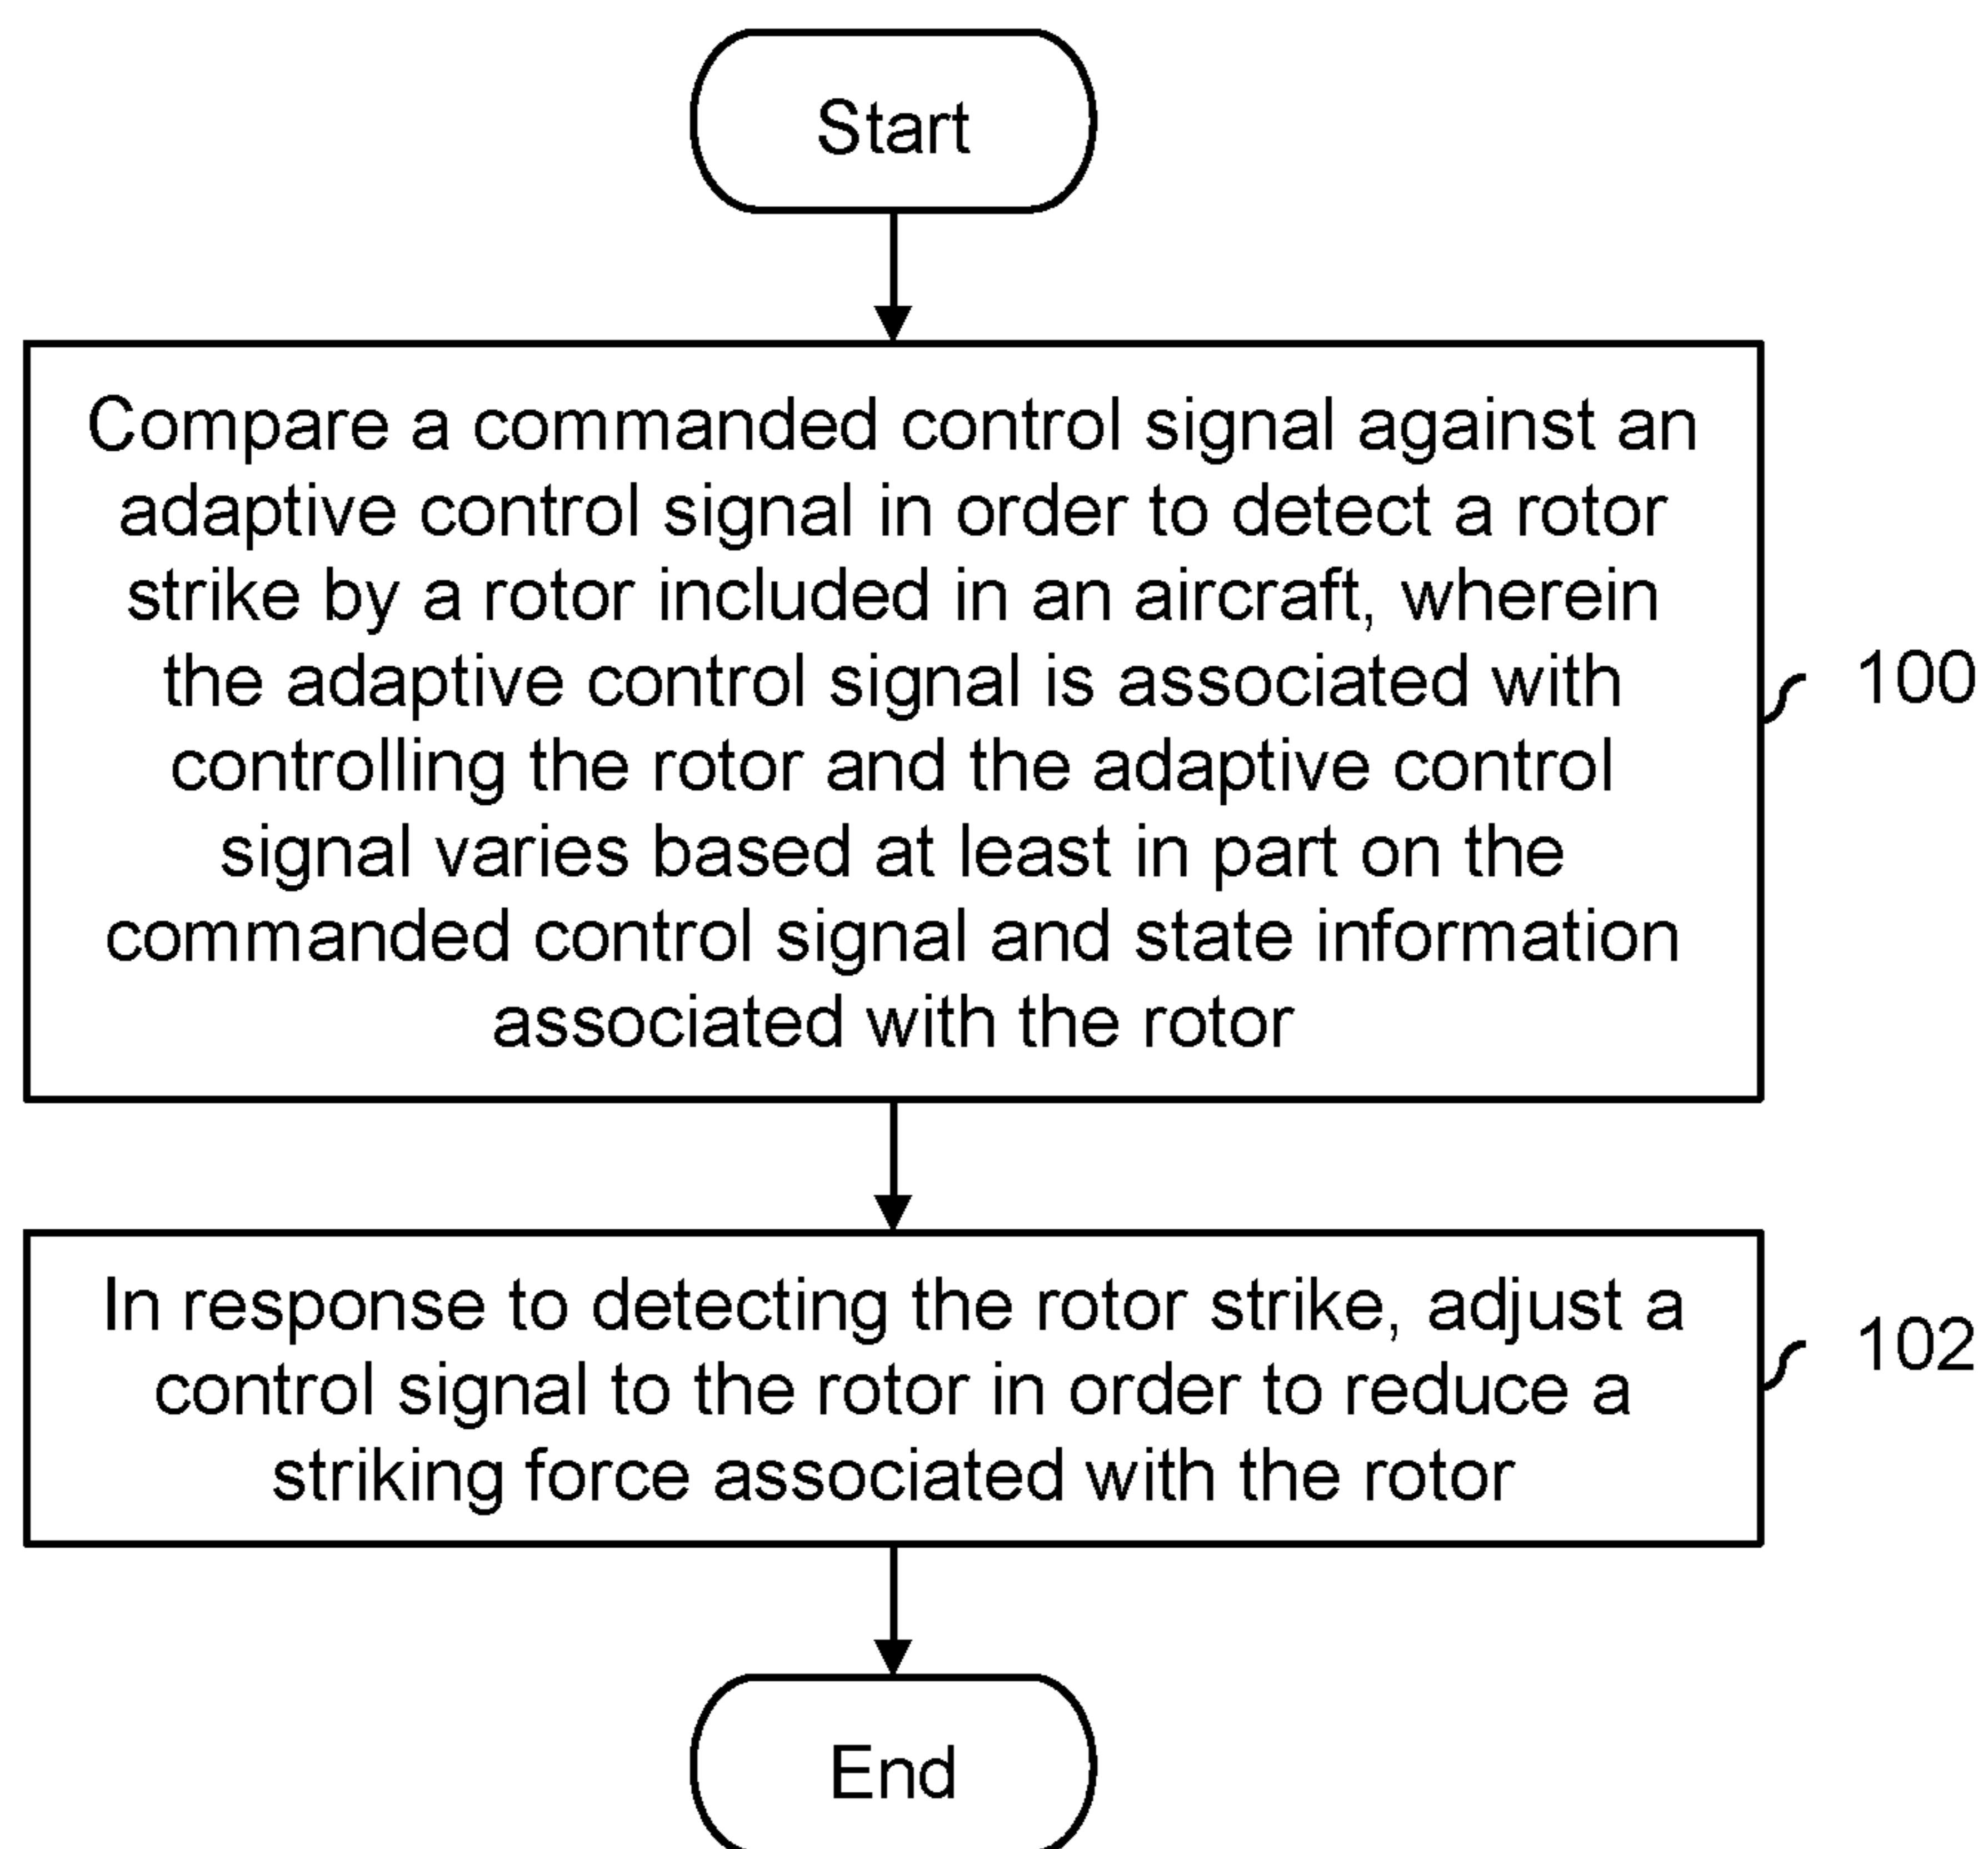 Start
Compare a commanded control signal against an
adaptive control signal in order to detect a rotor
strike by a rotor included in an aircraft, wherein
the adaptive control signal is associated with
controlling the rotor and the adaptive control
signal varies based at least in part on the
commanded control signal and state information
associated with the rotor
100
In response to detecting the rotor strike, adjust a
control signal to the rotor in order to reduce a
striking force associated with the rotor
102
End